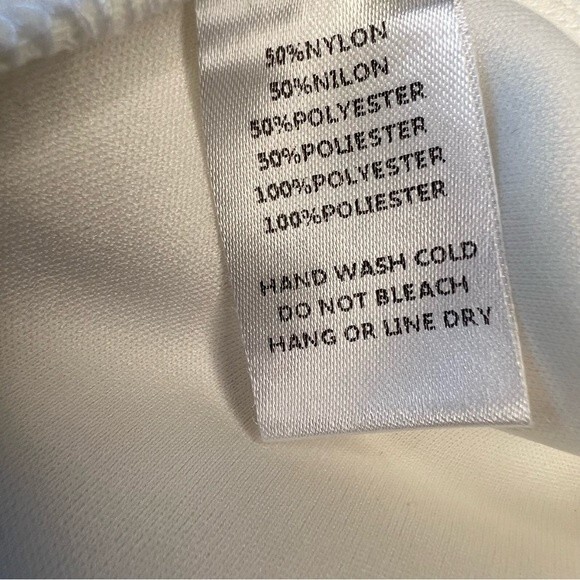 50%NYLON
50%NILON
50%POLYESTER
50%POLIESTER
100%POLYESTER
100%POLIESTER
HAND WASH COLD
DO NOT BLEACH
HANG OR LINE DRY